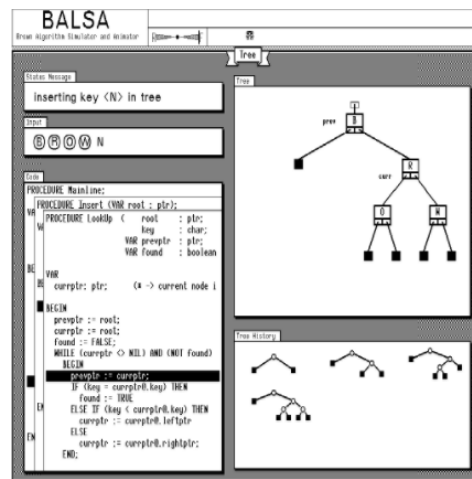 BALSA
Brown Algorithm Simulator and Animator
Tree
Status Message
inserting key <N> in tree
Input
B R O W N
Code
PROCEDURE Mainline;
PROCEDURE Insert (VAR root : ptr);
PROCEDURE LookUp ( root : ptr;
key : char;
VAR prevptr : ptr;
VAR found : boolean
VAR
currptr: ptr; (* -> current node i
BEGIN
prevptr := root;
currptr := root;
found := FALSE;
WHILE (currptr <> NIL) AND (NOT found)
BEGIN
prevptr := currptr;
IF (key = currptr@.key) THEN
found := TRUE
ELSE IF (key < currptr@.key) THEN
currptr := currptr@.leftptr
ELSE
currptr := currptr@.rightptr;
END;
Tree
prev
B
curr
R
O
W
Tree History